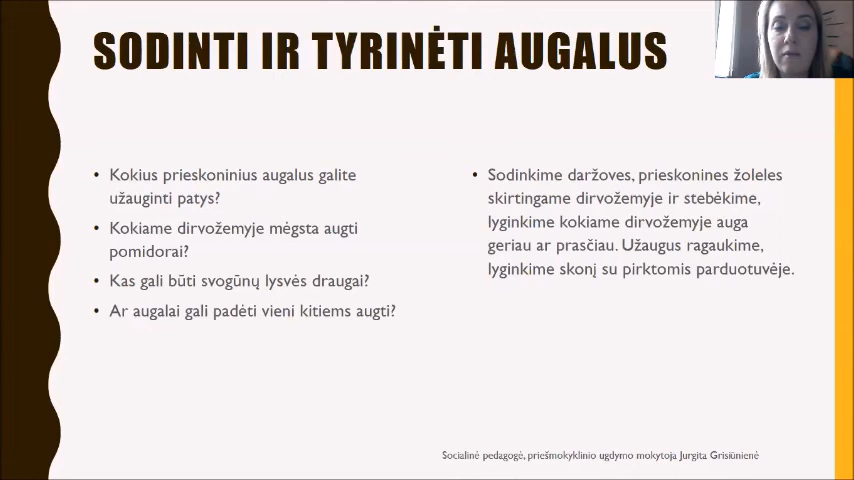 SODINTI IR TYRINĖTI AUGALUS
• Kokius prieskoninius augalus galite
užauginti patys?
• Kokiame dirvožemyje mėgsta augti
pomidorai?
• Kas gali būti svogūnų lysvės draugai?
• Ar augalai gali padėti vieni kitiems augti?
• Sodinkime daržoves, prieskonines žoleles
skirtingame dirvožemyje ir stebėkime,
lyginkime kokiame dirvožemyje auga
geriau ar prasčiau. Užaugus ragaukime,
lyginkime skonį su pirktomis parduotuvėje.
Socialinė pedagogė, priešmokyklinio ugdymo mokytoja Jurgita Grisiūnienė